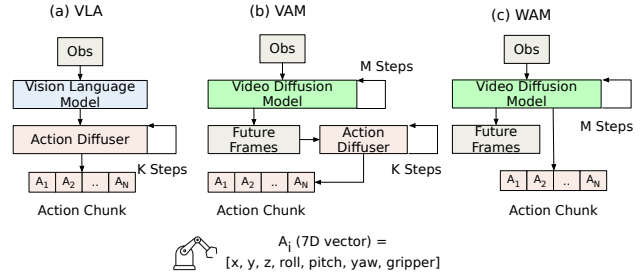 (a) VLA
Obs
Vision Language
Model
Action Diffuser
K Steps
A1 A2 .. AN
Action Chunk
(b) VAM
Obs
M Steps
Video Diffusion
Model
Future
Frames
Action
Diffuser
K Steps
A1 A2 .. AN
Action Chunk
(c) WAM
Obs
Video Diffusion
Model
M Steps
Future
Frames
A1 A2 .. AN
Action Chunk
Ai (7D vector) =
[x, y, z, roll, pitch, yaw, gripper]